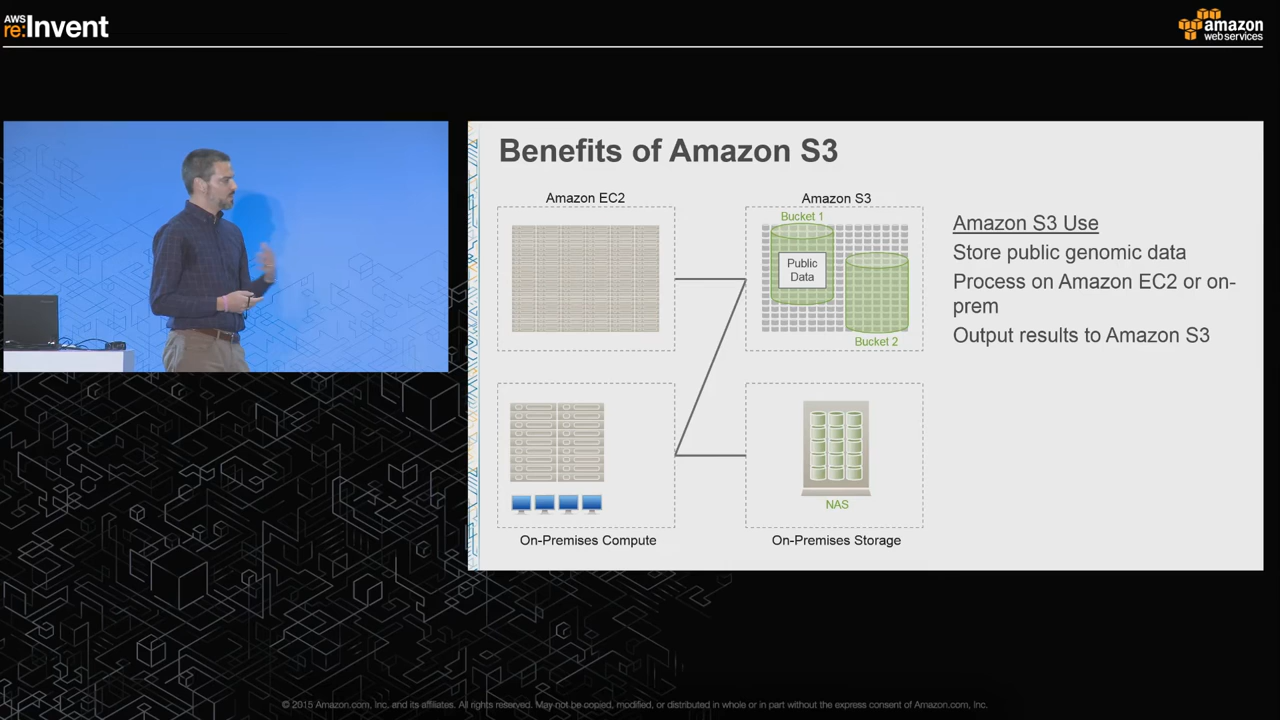 AWS
re:Invent
amazon
web services
Benefits of Amazon S3
Amazon EC2
Amazon S3
Bucket 1
Public
Data
Bucket 2
On-Premises Compute
NAS
On-Premises Storage
Amazon S3 Use
Store public genomic data
Process on Amazon EC2 or on-
prem
Output results to Amazon S3
© 2015 Amazon.com, Inc. and its affiliates. All rights reserved. May not be copied, modified, or distributed in whole or in part without the express consent of Amazon.com, Inc.